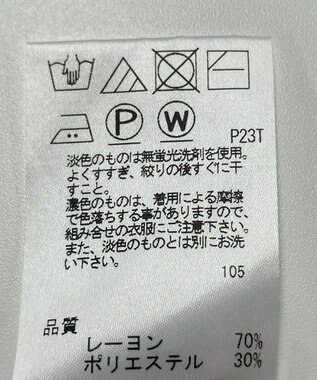 P W P23T
淡色のものは無蛍光洗剤を使用。
よくすすぎ、絞りの後すぐに干
すこと。
濃色のものは、着用による摩擦
で色落ちする事がありますので、
組み合せの衣服にご注意下さい。
また、淡色のものとは別にお洗
い下さい。
105
品質
レーヨン 70%
ポリエステル 30%